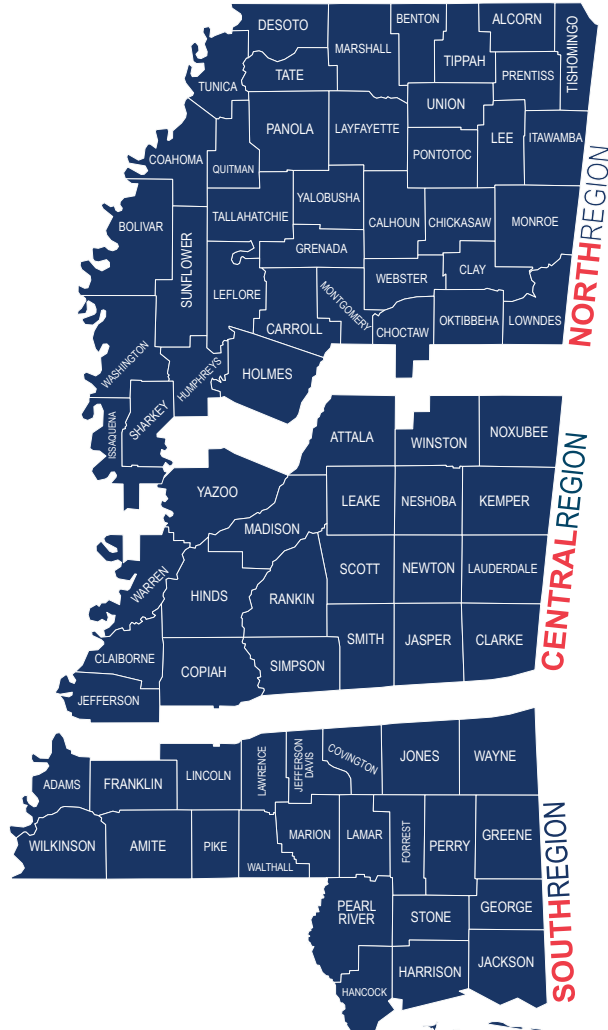 DESOTO
BENTON
ALCORN
TISHOMINGO
MARSHALL
TIPPAH
PRENTISS
TATE
TUNICA
UNION
PANOLA
LAYFAYETTE
LEE
ITAWAMBA
COAHOMA
QUITMAN
PONTOTOC
YALOBUSHA
TALLAHATCHIE
BOLIVAR
CALHOUN
CHICKASAW
MONROE
SUNFLOWER
GRENADA
WEBSTER
CLAY
LEFLORE
MONTGOMERY
CARROLL
CHOCTAW
OKTIBBEHA
LOWNDES
WASHINGTON
HUMPHREYS
HOLMES
SHARKEY
ISSAQUENA
NORTHREGION
ATTALA
WINSTON
NOXUBEE
YAZOO
LEAKE
NESHOBA
KEMPER
MADISON
SCOTT
NEWTON
LAUDERDALE
WARREN
HINDS
RANKIN
SMITH
JASPER
CLARKE
CLAIBORNE
COPIAH
SIMPSON
JEFFERSON
CENTRALREGION
ADAMS
FRANKLIN
LINCOLN
LAWRENCE
JEFFERSON
DAVIS
COVINGTON
JONES
WAYNE
WILKINSON
AMITE
PIKE
WALTHALL
MARION
LAMAR
FORREST
PERRY
GREENE
PEARL
RIVER
STONE
GEORGE
HANCOCK
HARRISON
JACKSON
SOUTHREGION